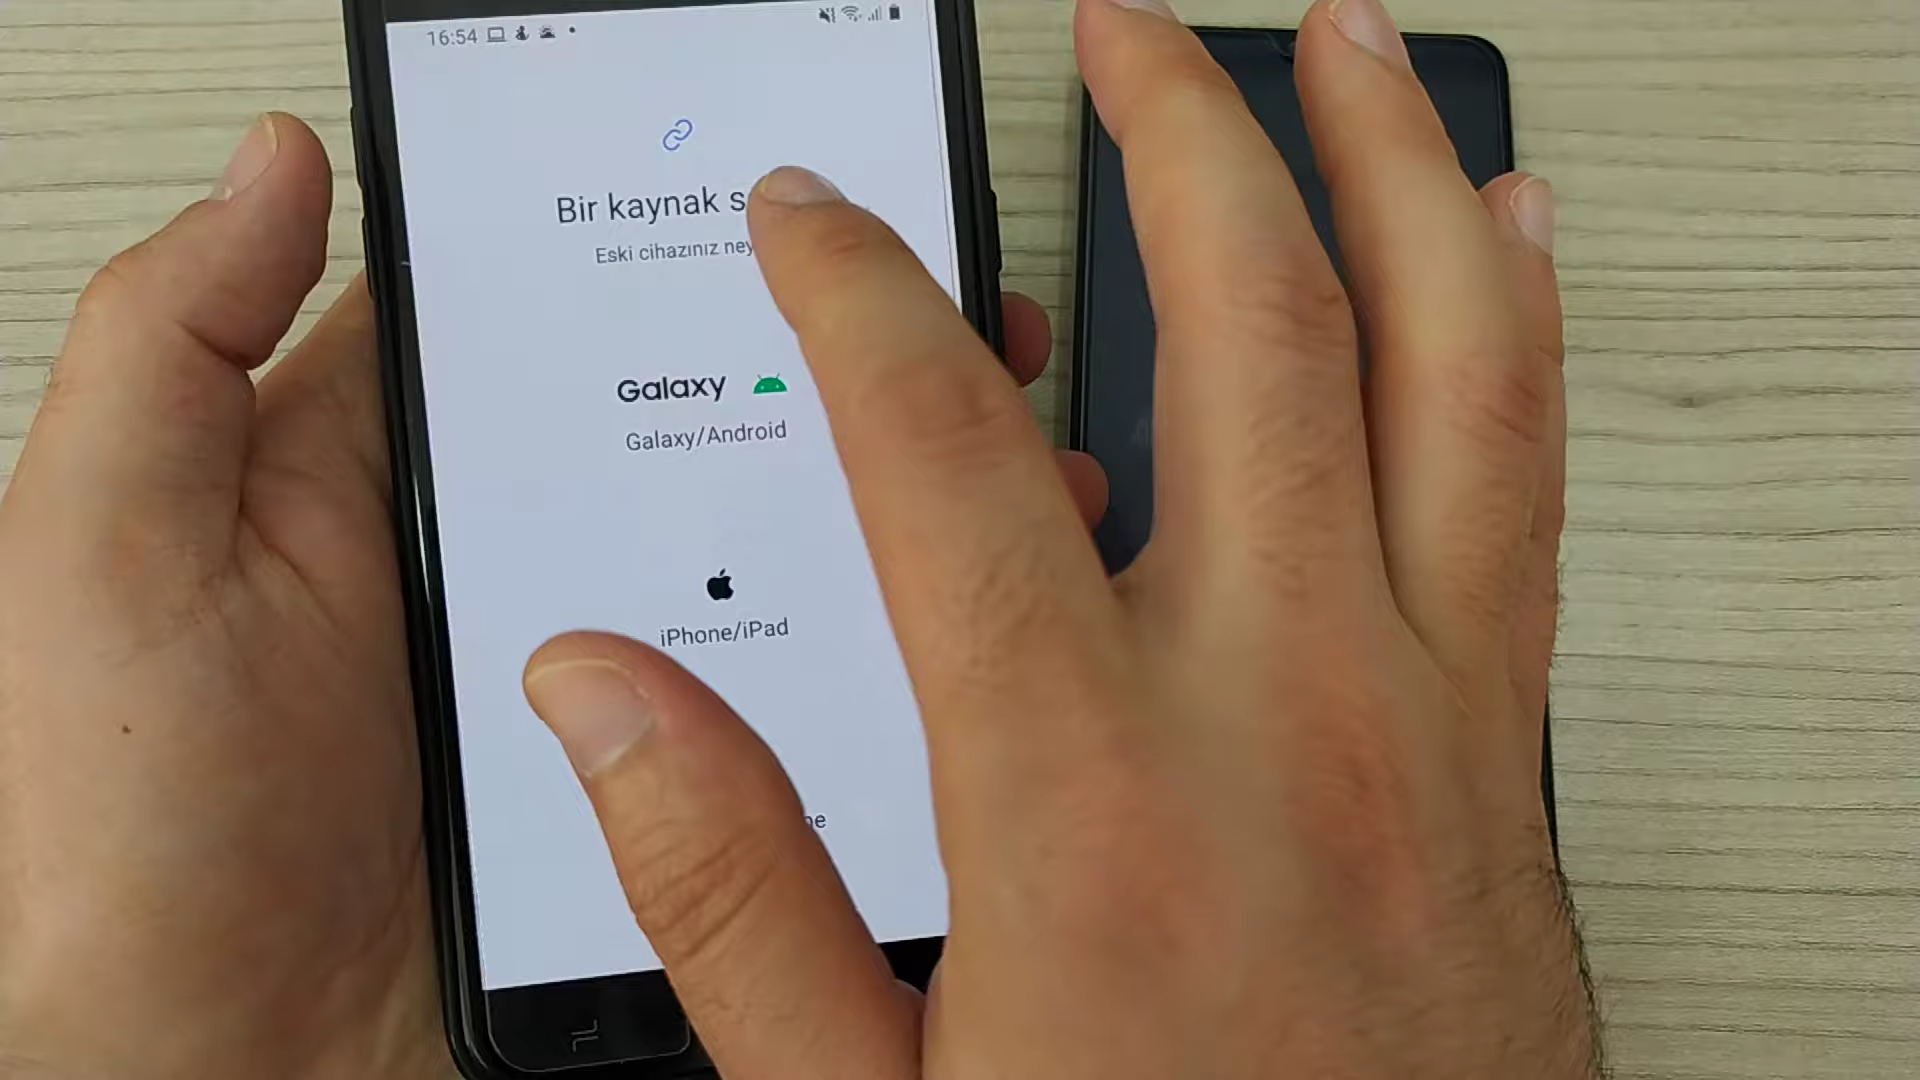 16:54
Bir kaynak s
Eski cihazınız ney
Galaxy
Galaxy/Android
iPhone/iPad